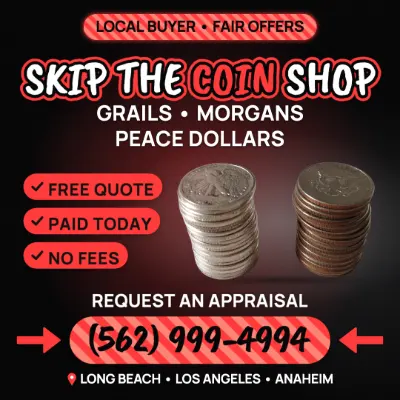 LOCAL BUYER • FAIR OFFERS
SKIP THE COIN SHOP
GRAILS • MORGANS
PEACE DOLLARS
FREE QUOTE
PAID TODAY
NO FEES
REQUEST AN APPRAISAL
(562) 999-4994
LONG BEACH • LOS ANGELES • ANAHEIM